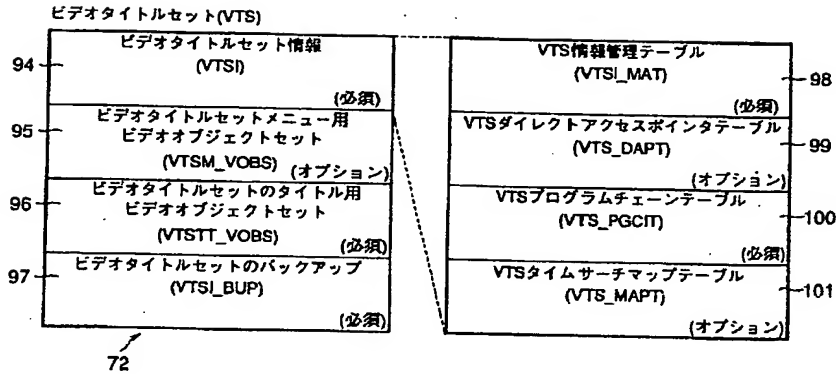 ビデオタイトルセット(VTS)
94
ビデオタイトルセット情報
(VTSI)
(必須)
95
ビデオタイトルセットメニュー用
ビデオオブジェクトセット
(VTSM_VOBS)
(オプション)
96
ビデオタイトルセットのタイトル用
ビデオオブジェクトセット
(VTSTT_VOBS)
(必須)
97
ビデオタイトルセットのバックアップ
(VTSI_BUP)
(必須)
72
VTS情報管理テーブル
(VTSI_MAT)
(必須)
98
VTSダイレクトアクセスポインタテーブル
(VTS_DAPT)
(オプション)
99
VTSプログラムチェーンテーブル
(VTS_PGCIT)
(必須)
100
VTSタイムサーチマップテーブル
(VTS_MAPT)
(オプション)
101